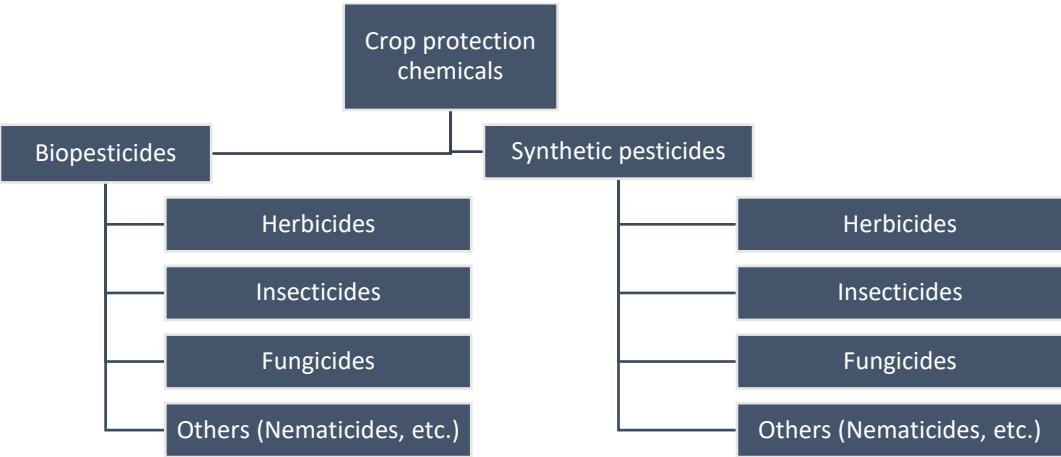 Crop protection
chemicals
Biopesticides
Synthetic pesticides
Herbicides
Insecticides
Fungicides
Others (Nematicides, etc.)
Herbicides
Insecticides
Fungicides
Others (Nematicides, etc.)